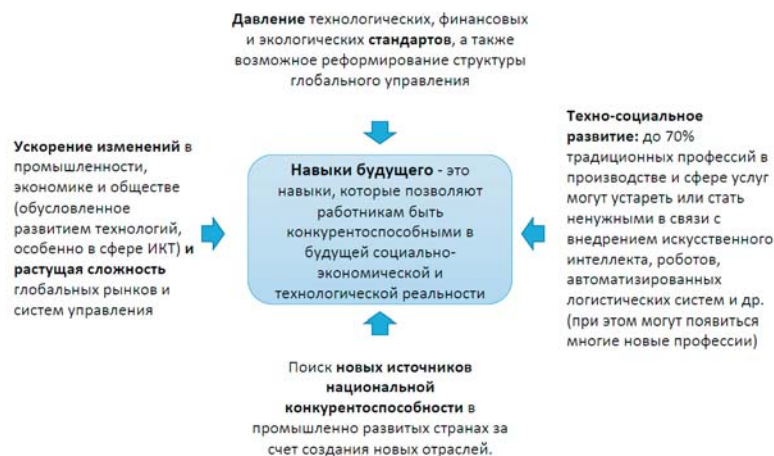 Давление технологических, финансовых
и экологических стандартов, а также
возможное реформирование структуры
глобального управления
Ускорение изменений в
промышленности,
экономике и обществе
(обусловленное
развитием технологий,
особенно в сфере ИКТ) и
растущая сложность
глобальных рынков и
систем управления
Навыки будущего - это
навыки, которые позволяют
работникам быть
конкурентоспособными в
будущей социально-
экономической и
технологической реальности
Техно-социальное
развитие: до 70%
традиционных профессий в
производстве и сфере услуг
могут устареть или стать
ненужными в связи с
внедрением искусственного
интеллекта, роботов,
автоматизированных
логистических систем и др.
(при этом могут появиться
многие новые профессии)
Поиск новых источников
национальной
конкурентоспособности в
промышленно развитых странах за
счет создания новых отраслей.